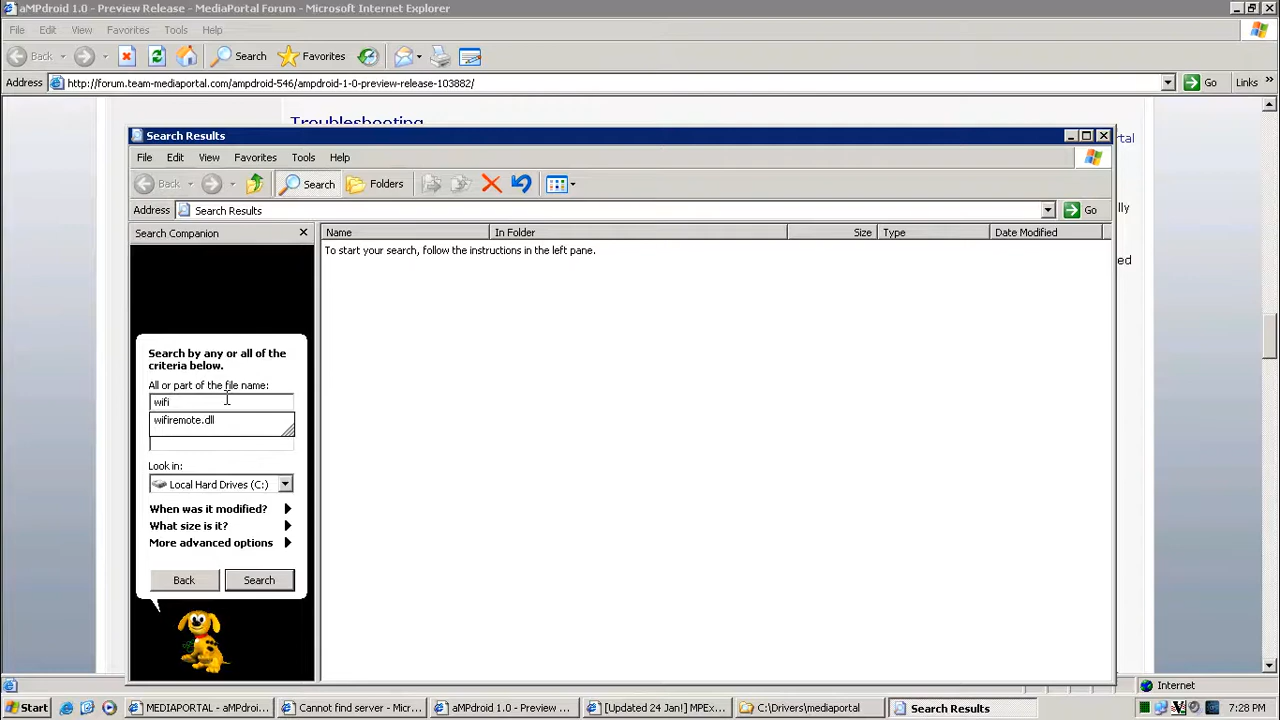 aMPdroid 1.0 - Preview Release - MediaPortal Forum - Microsoft Internet Explorer
File Edit View Favorites Tools Help
Back Search Favorites
Address http://forum.team-mediaportal.com/ampdroid-546/ampdroid-1-0-preview-release-103882/ Go Links
Troubleshooting
Search Results
File Edit View Favorites Tools Help
Back Search Folders
Address Search Results Go
Search Companion
Name In Folder Size Type Date Modified
To start your search, follow the instructions in the left pane.
Search by any or all of the
criteria below.
All or part of the file name:
wifi
wifiremote.dll
Look in:
Local Hard Drives (C:)
When was it modified?
What size is it?
More advanced options
Back Search
Internet
Start MEDIAPORTAL - aMPdroi... Cannot find server - Micr... aMPdroid 1.0 - Preview ... [Updated 24 Jan!] MPEx... C:\Drivers\mediaportal Search Results 7:28 PM